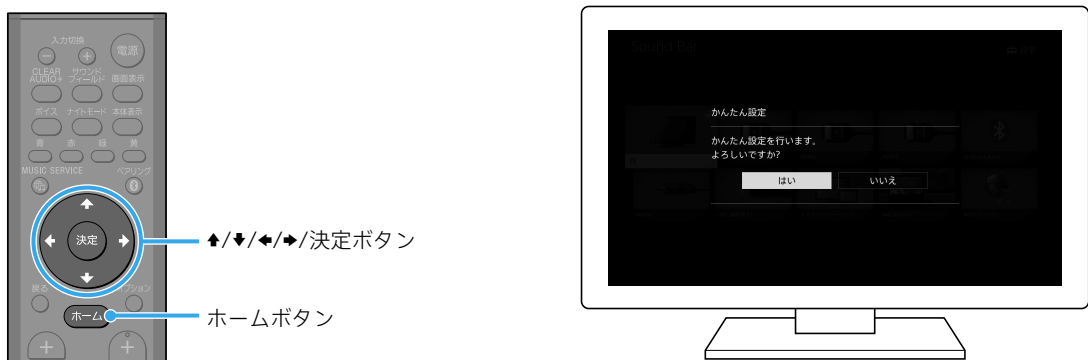 入力切換
電源
CLEAR AUDIO+
サウンドフィールド
画面表示
ボイス
ナイトモード
本体表示
青
赤
緑
黄
MUSIC SERVICE
ペアリング
決定
戻る
オプション
ホーム
↑/↓/←/→/決定ボタン
ホームボタン
Sound Bar
かんたん設定
かんたん設定を行います。
よろしいですか?
はい
いいえ